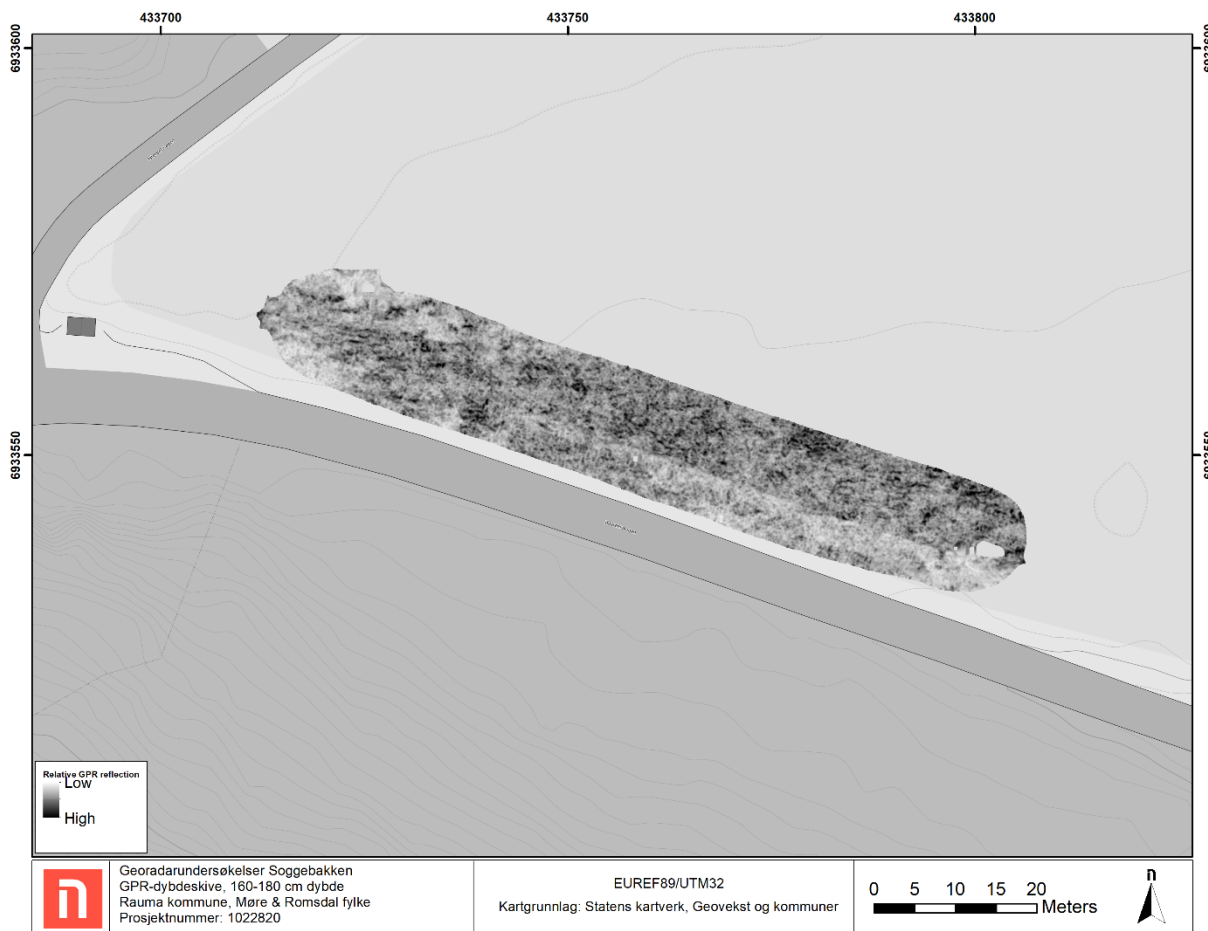 433700
433750
433800
6933600
6933600
6933550
6933550
Relative GPR reflection
Low
High
Georadarundersøkelser Soggebakken
GPR-dybdeskive, 160-180 cm dybde
Rauma kommune, Møre & Romsdal fylke
Prosjektnummer: 1022820
EUREF89/UTM32
Kartgrunnlag: Statens kartverk, Geovekst og kommuner
0 5 10 15 20
Meters
n